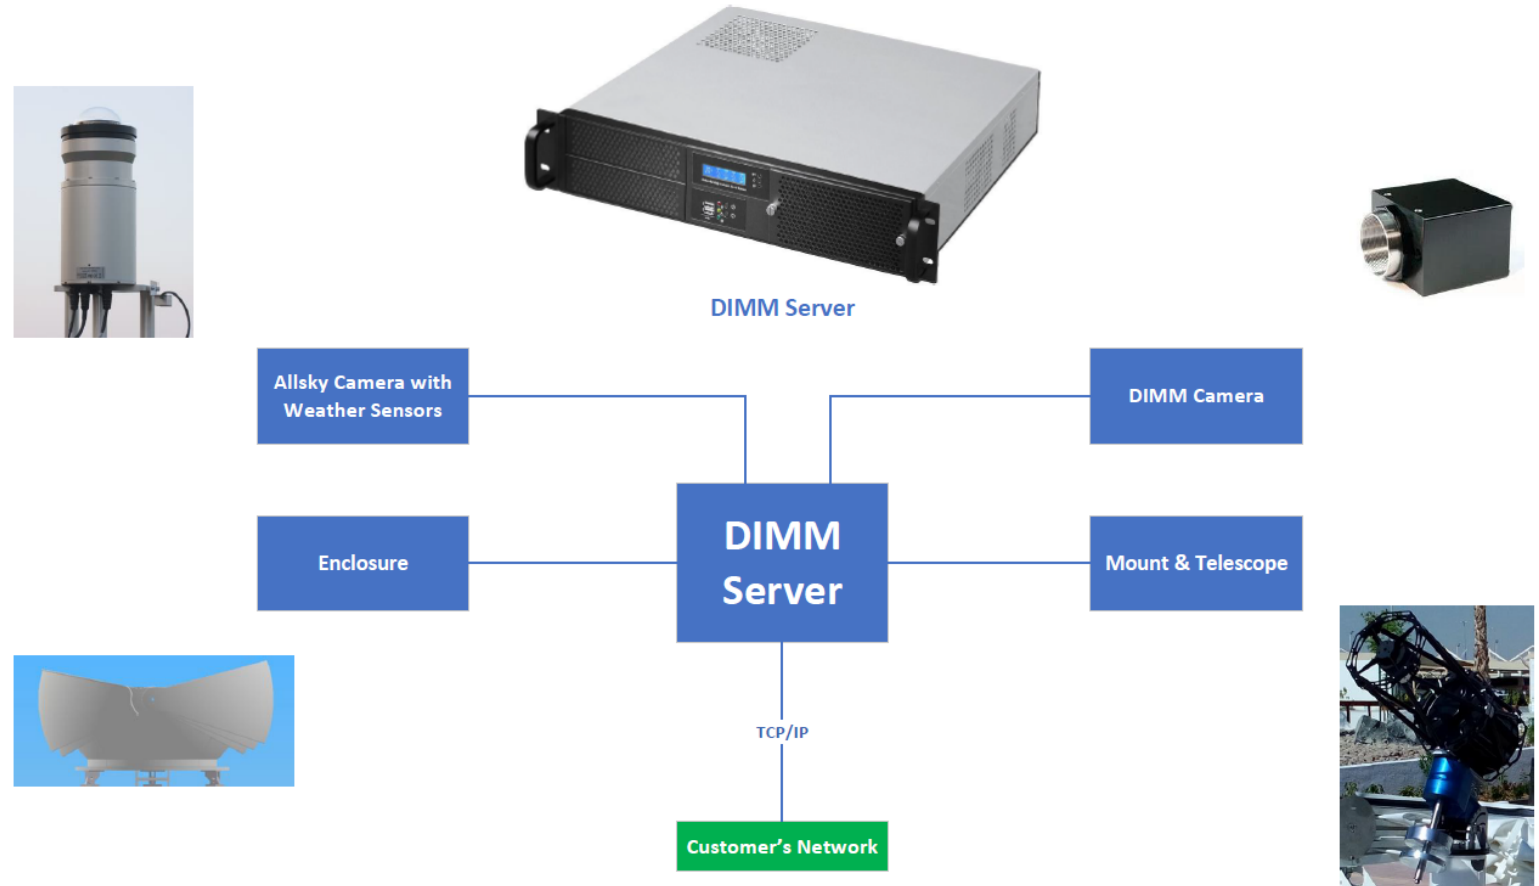 DIMM Server
Allsky Camera with
Weather Sensors
DIMM Camera
DIMM
Server
Enclosure
Mount & Telescope
TCP/IP
Customer's Network